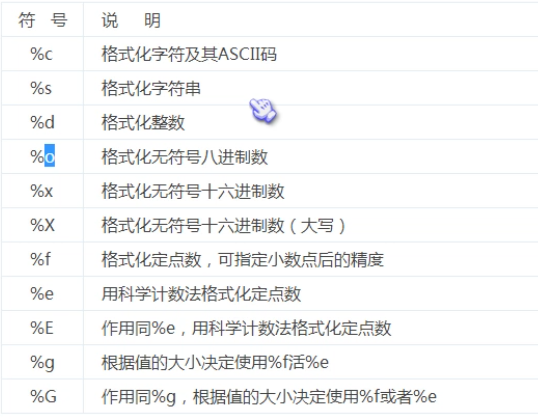 符 号 说 明
%c 格式化字符及其ASCII码
%s 格式化字符串
%d 格式化整数
%o 格式化无符号八进制数
%x 格式化无符号十六进制数
%X 格式化无符号十六进制数（大写）
%f 格式化定点数，可指定小数点后的精度
%e 用科学计数法格式化定点数
%E 作用同%e，用科学计数法格式化定点数
%g 根据值的大小决定使用%f活%e
%G 作用同%g，根据值的大小决定使用%f或者%e